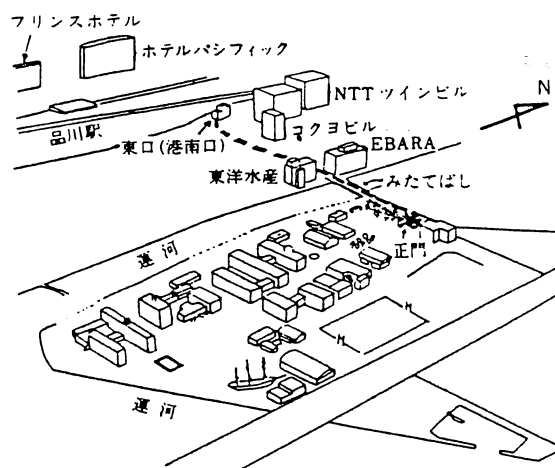 フリンスホテル
ホテルパシフィック
N
NTTツインビル
品川駅
コクヨビル
東口(港南口)
EBARA
東洋水産
みたてばし
運河
正門
運河